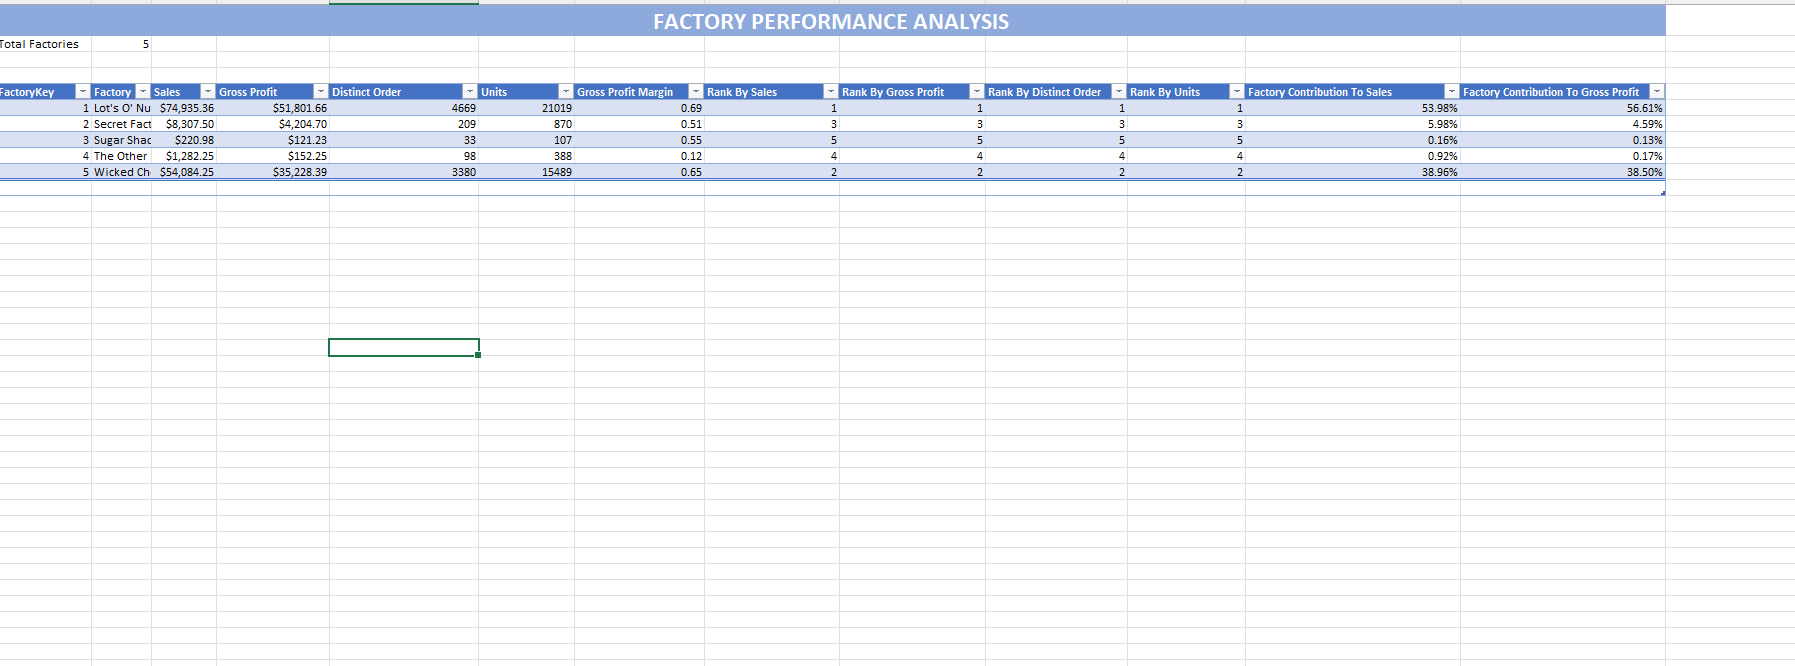 FACTORY PERFORMANCE ANALYSIS
Total Factories 5
FactoryKey Factory Sales Gross Profit Distinct Order Units Gross Profit Margin Rank By Sales Rank By Gross Profit Rank By Distinct Order Rank By Units Factory Contribution To Sales Factory Contribution To Gross Profit
1 Lot's O' Nu $74,935.36 $51,801.66 4669 21019 0.69 1 1 1 1 53.98% 56.61%
2 Secret Fact $8,307.50 $4,204.70 209 870 0.51 3 3 3 3 5.98% 4.59%
3 Sugar Shac $220.98 $121.23 33 107 0.55 5 5 5 5 0.16% 0.13%
4 The Other $1,282.25 $152.25 98 388 0.12 4 4 4 4 0.92% 0.17%
5 Wicked Ch $54,084.25 $35,228.39 3380 15489 0.65 2 2 2 2 38.96% 38.50%